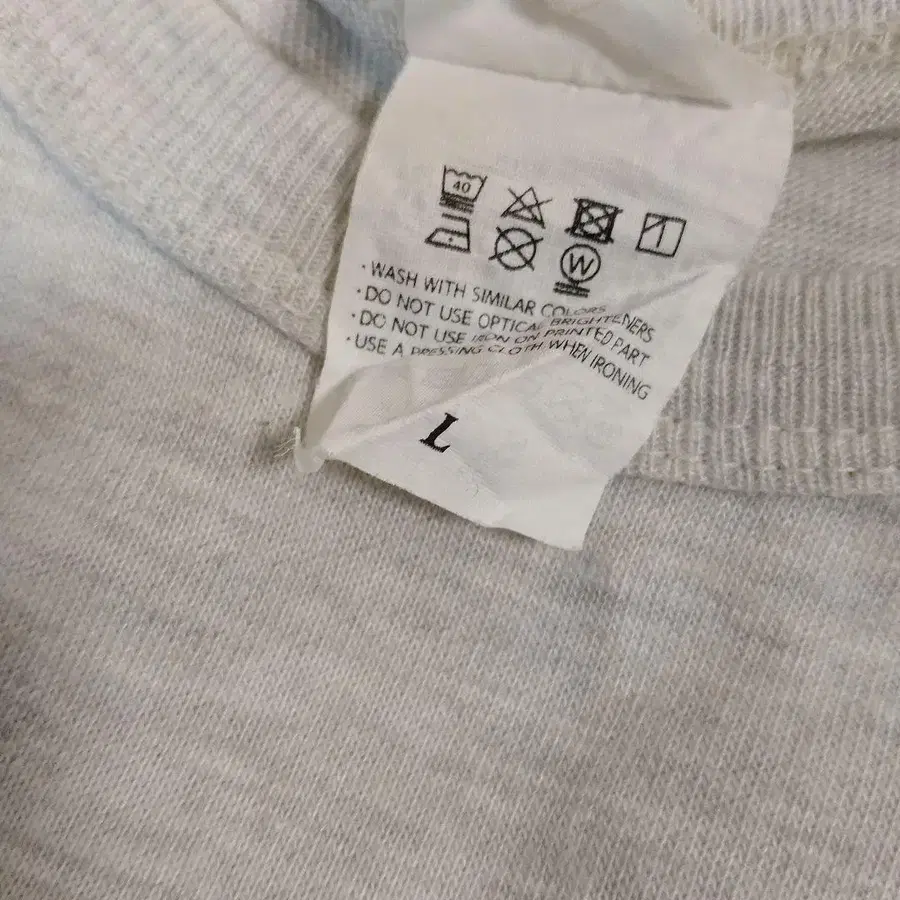 40
W
· WASH WITH SIMILAR COLORS
· DO NOT USE OPTICAL BRIGHTENERS
· DO NOT USE IRON ON PRINTED PART
· USE A PRESSING CLOTH WHEN IRONING
L